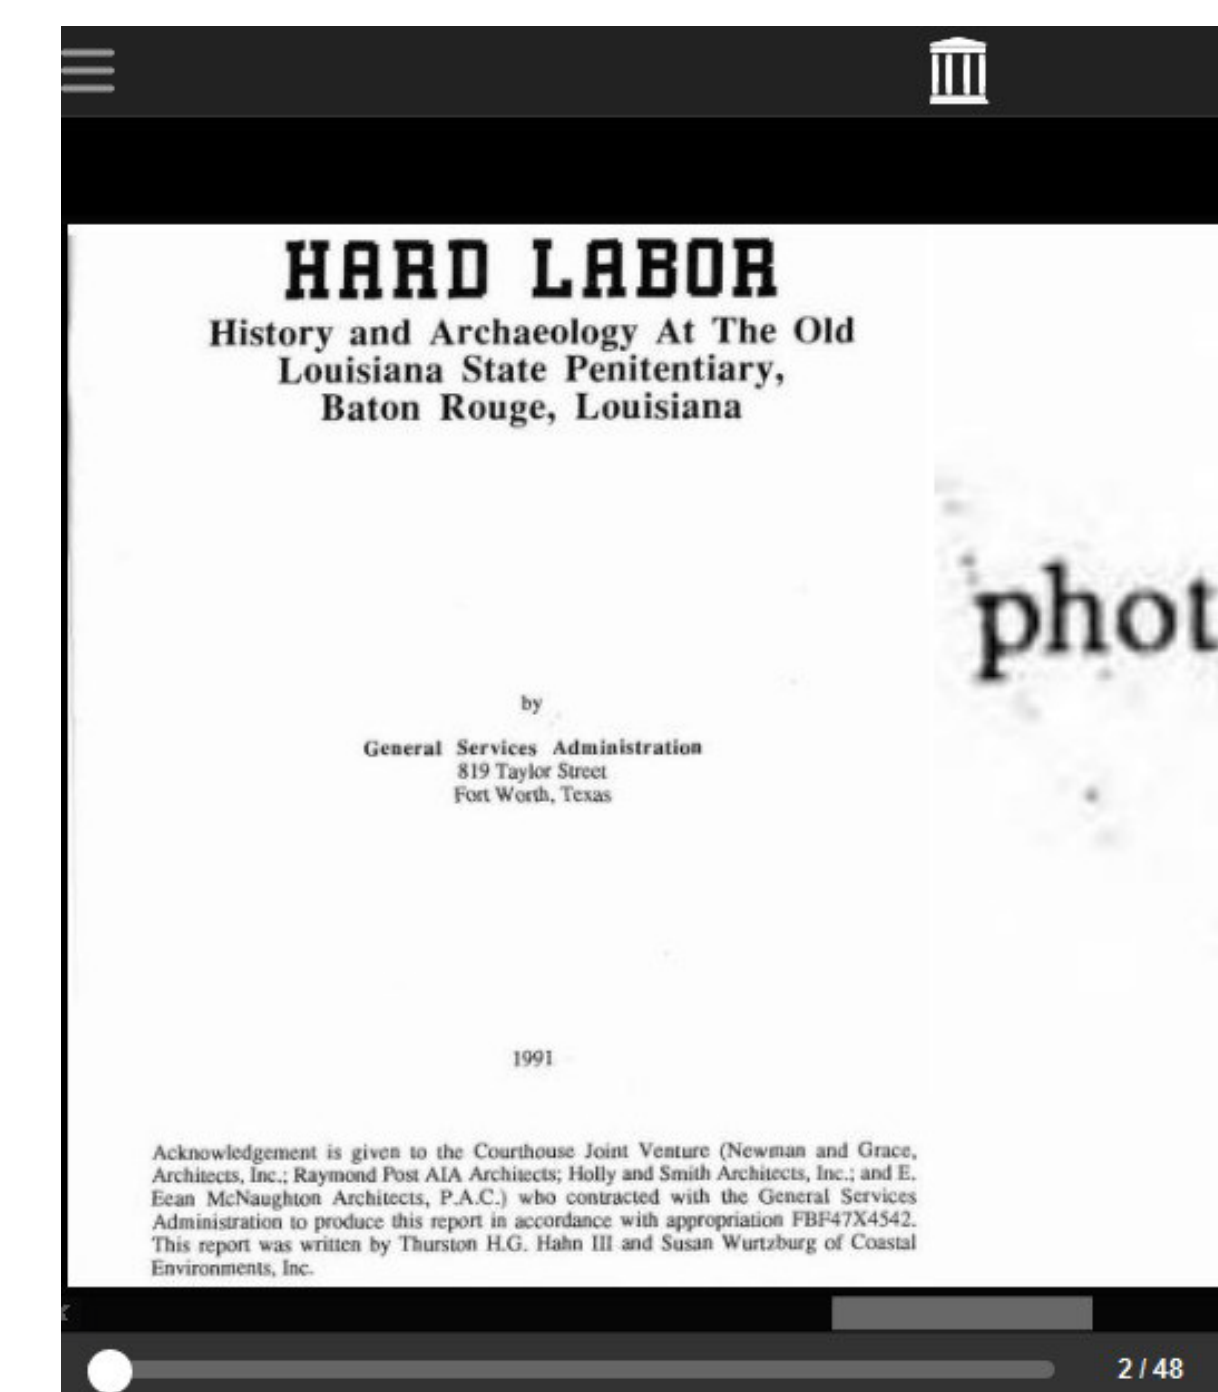 HARD LABOR
History and Archaeology At The Old
Louisiana State Penitentiary,
Baton Rouge, Louisiana
phot
by
General Services Administration
819 Taylor Street
Fort Worth, Texas
1991
Acknowledgement is given to the Courthouse Joint Venture (Newman and Grace,
Architects, Inc.; Raymond Post AIA Architects; Holly and Smith Architects, Inc.; and E.
Eean McNaughton Architects, P.A.C.) who contracted with the General Services
Administration to produce this report in accordance with appropriation FBF47X4542.
This report was written by Thurston H.G. Hahn III and Susan Wurtzburg of Coastal
Environments, Inc.
2 / 48